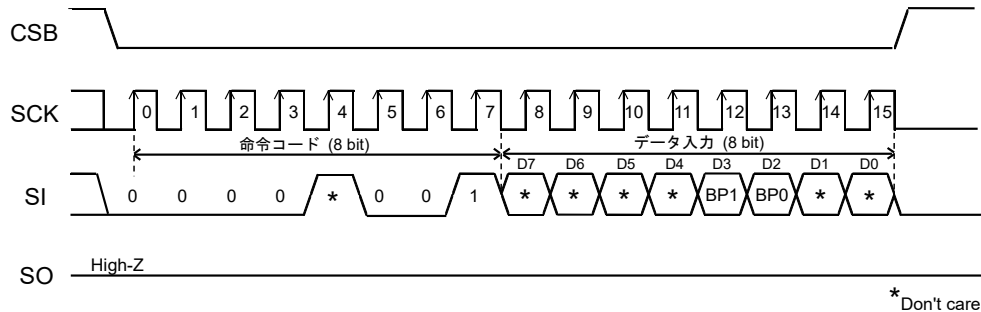 CSB
SCK 0 1 2 3 4 5 6 7 8 9 10 11 12 13 14 15
命令コード (8 bit) データ入力 (8 bit)
D7 D6 D5 D4 D3 D2 D1 D0
SI 0 0 0 0 * 0 0 1 * * * * BP1 BP0 * *
High-Z
SO
*Don't care